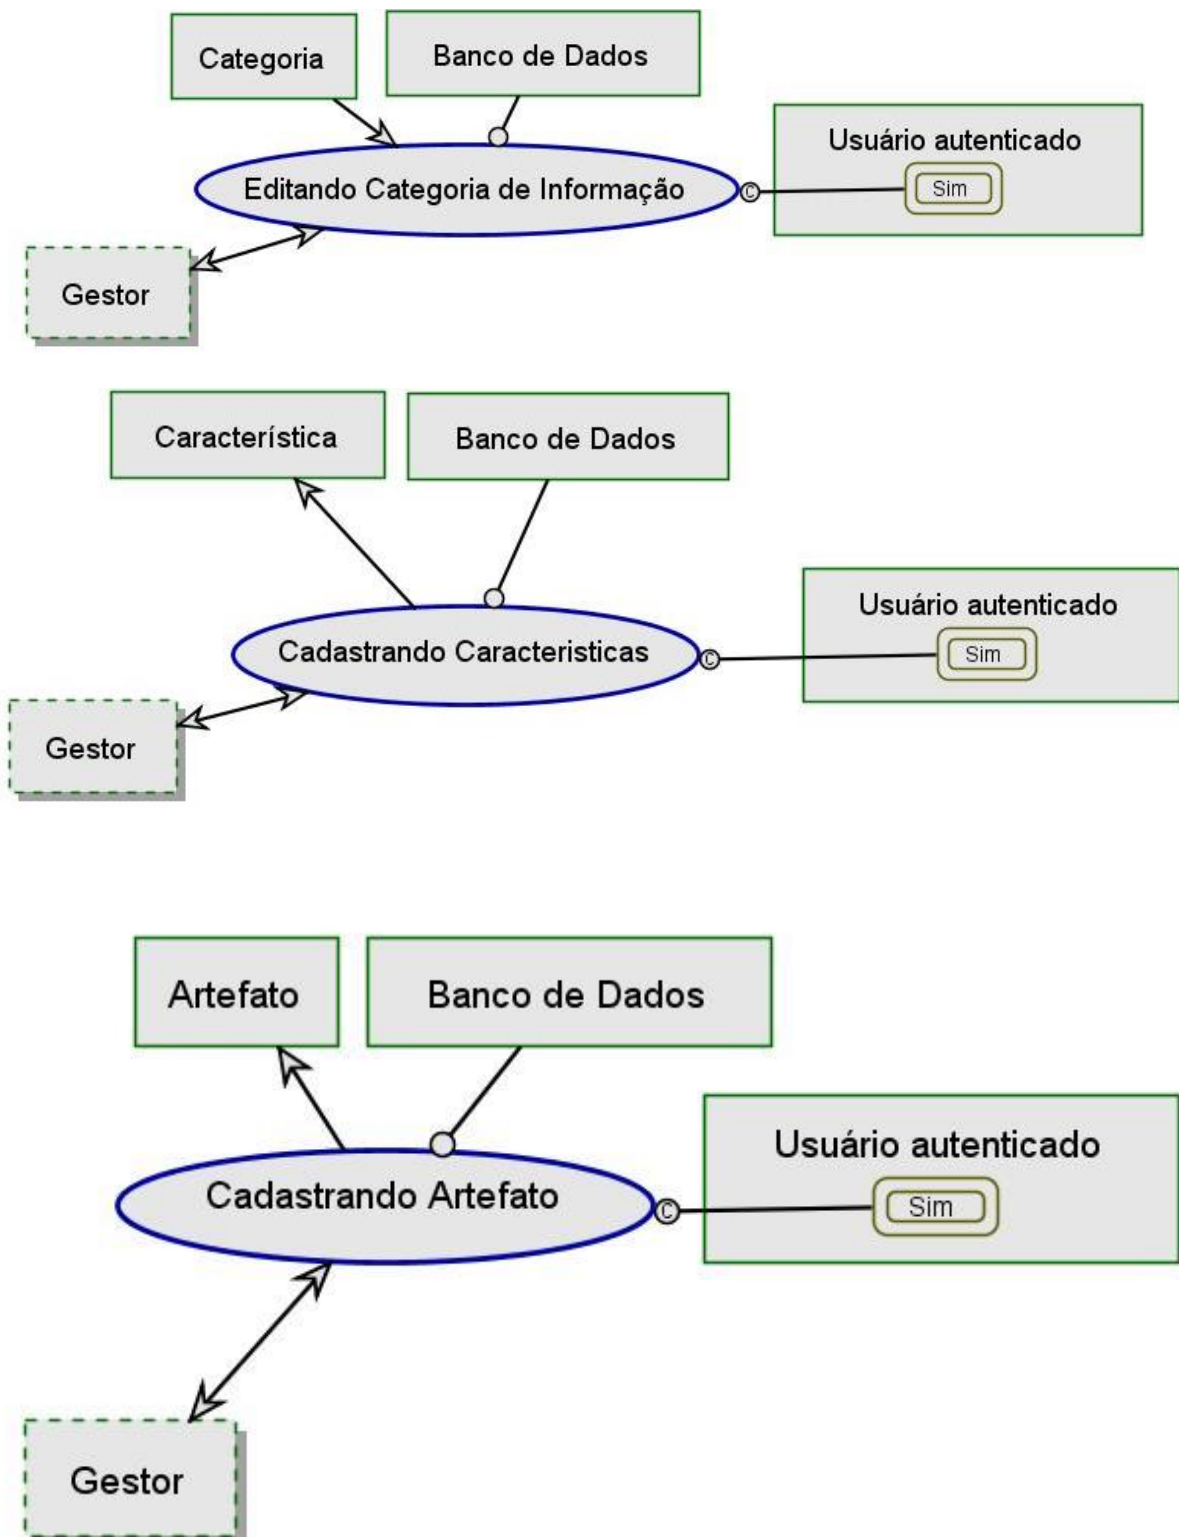 Categoria
Banco de Dados
Usuário autenticado
Editando Categoria de Informação
C
Sim
Gestor
Característica
Banco de Dados
Usuário autenticado
Cadastrando Caracteristicas
C
Sim
Gestor
Artefato
Banco de Dados
Usuário autenticado
Cadastrando Artefato
C
Sim
Gestor